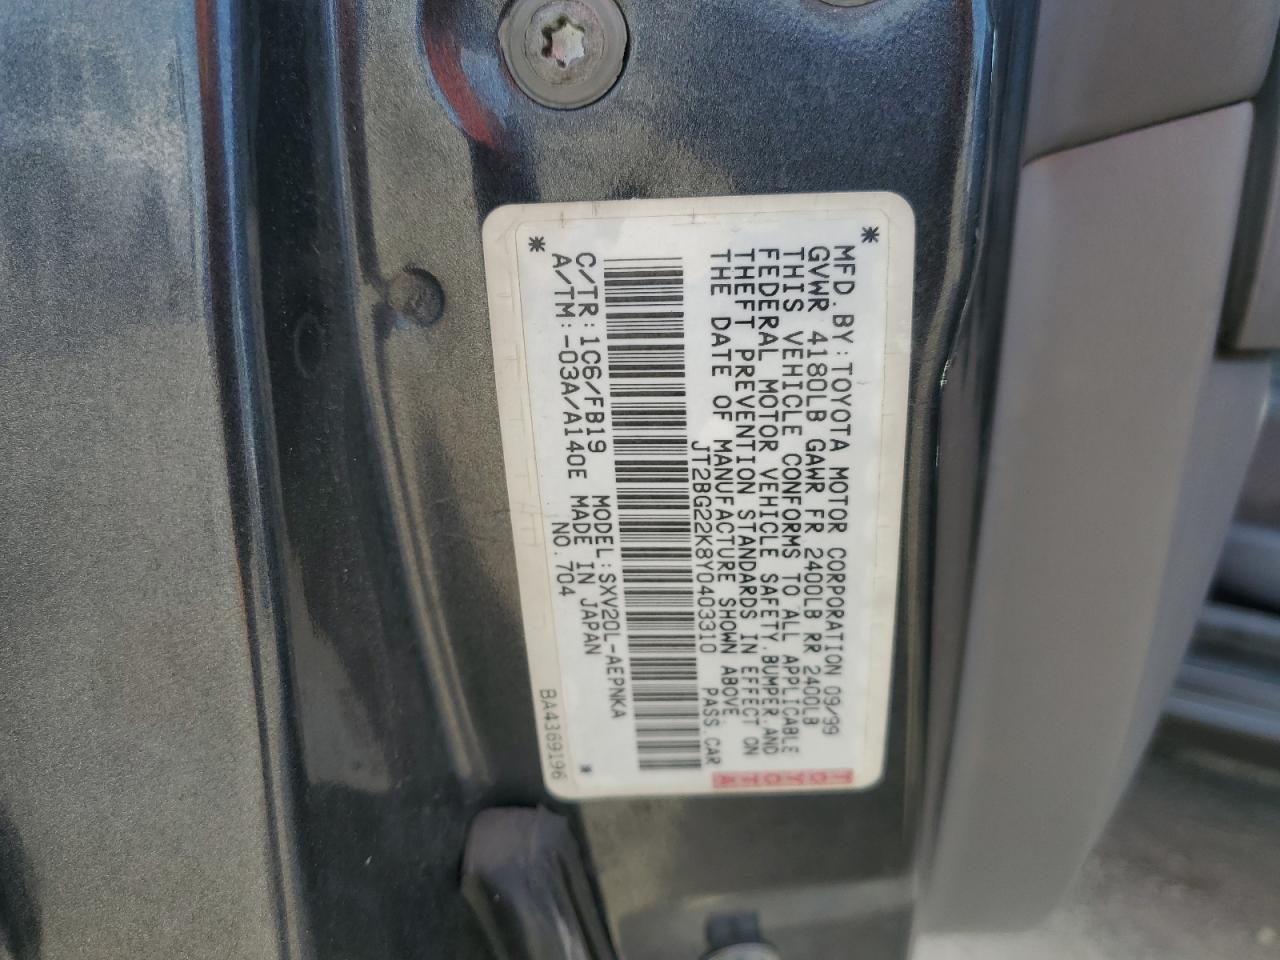 MFD. BY: TOYOTA MOTOR CORPORATION 09/99
GVWR 4180LB GAWR FR 2400LB RR 2400LB
THIS VEHICLE CONFORMS TO ALL APPLICABLE
FEDERAL MOTOR VEHICLE SAFETY, BUMPER, AND
THEFT PREVENTION STANDARDS IN EFFECT ON
THE DATE OF MANUFACTURE SHOWN ABOVE.
JT2BG22K8Y0403310 PASS. CAR
C/TR: 1C6/FB19 MODEL: SXV20L-AEPNKA
A/TM: -03A/A140E MADE IN JAPAN
NO. 704
BA4369196
TOYOTA